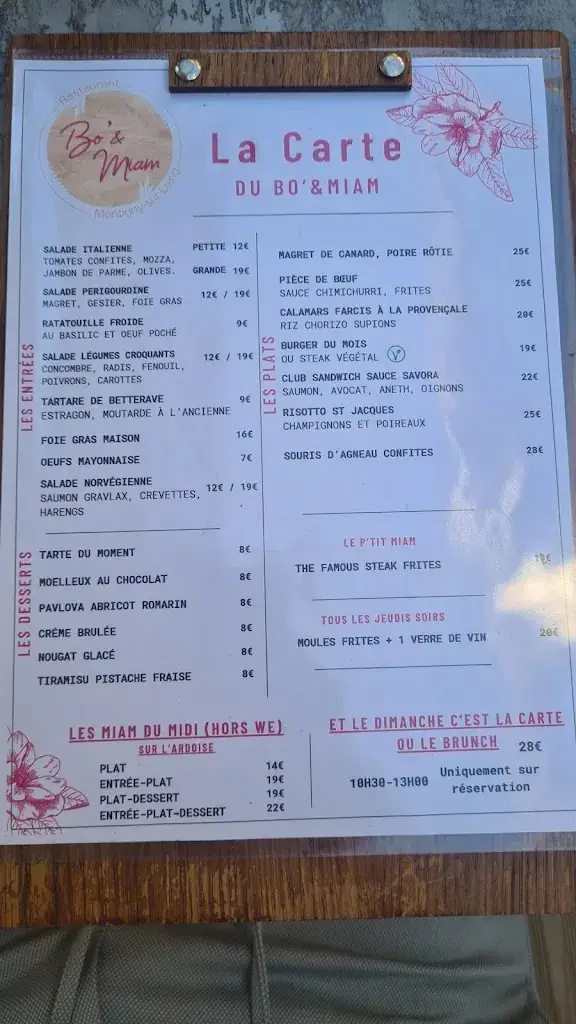 Restaurant
Bo'&
Miam
Montigny-sur-Loing
La Carte
DU BO'&MIAM
LES ENTRÉES
SALADE ITALIENNE PETITE 12€
TOMATES CONFITES, MOZZA,
JAMBON DE PARME, OLIVES. GRANDE 19€
SALADE PERIGOURDINE 12€ / 19€
MAGRET, GESIER, FOIE GRAS
RATATOUILLE FROIDE 9€
AU BASILIC ET OEUF POCHÉ
SALADE LÉGUMES CROQUANTS 12€ / 19€
CONCOMBRE, RADIS, FENOUIL,
POIVRONS, CAROTTES
TARTARE DE BETTERAVE 9€
ESTRAGON, MOUTARDE À L'ANCIENNE
FOIE GRAS MAISON 16€
OEUFS MAYONNAISE 7€
SALADE NORVÉGIENNE 12€ / 19€
SAUMON GRAVLAX, CREVETTES,
HARENGS
LES DESSERTS
TARTE DU MOMENT 8€
MOELLEUX AU CHOCOLAT 8€
PAVLOVA ABRICOT ROMARIN 8€
CRÉME BRULÉE 8€
NOUGAT GLACÉ 8€
TIRAMISU PISTACHE FRAISE 8€
LES PLATS
MAGRET DE CANARD, POIRE RÔTIE 25€
PIÈCE DE BŒUF 25€
SAUCE CHIMICHURRI, FRITES
CALAMARS FARCIS À LA PROVENÇALE 20€
RIZ CHORIZO SUPIONS
BURGER DU MOIS 19€
OU STEAK VÉGÉTAL V
CLUB SANDWICH SAUCE SAVORA 22€
SAUMON, AVOCAT, ANETH, OIGNONS
RISOTTO ST JACQUES 25€
CHAMPIGNONS ET POIREAUX
SOURIS D'AGNEAU CONFITES 28€
LE P'TIT MIAM
THE FAMOUS STEAK FRITES
TOUS LES JEUDIS SOIRS
MOULES FRITES + 1 VERRE DE VIN 20€
LES MIAM DU MIDI (HORS WE)
SUR L'ARDOISE
PLAT 14€
ENTRÉE-PLAT 19€
PLAT-DESSERT 19€
ENTRÉE-PLAT-DESSERT 22€
ET LE DIMANCHE C'EST LA CARTE
OU LE BRUNCH 28€
10H30-13H00 Uniquement sur
réservation